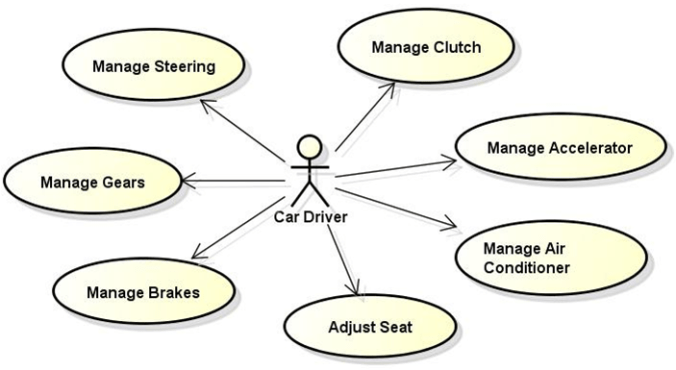 Manage Clutch
Manage Steering
Manage Accelerator
Manage Gears
Car Driver
Manage Air
Conditioner
Manage Brakes
Adjust Seat